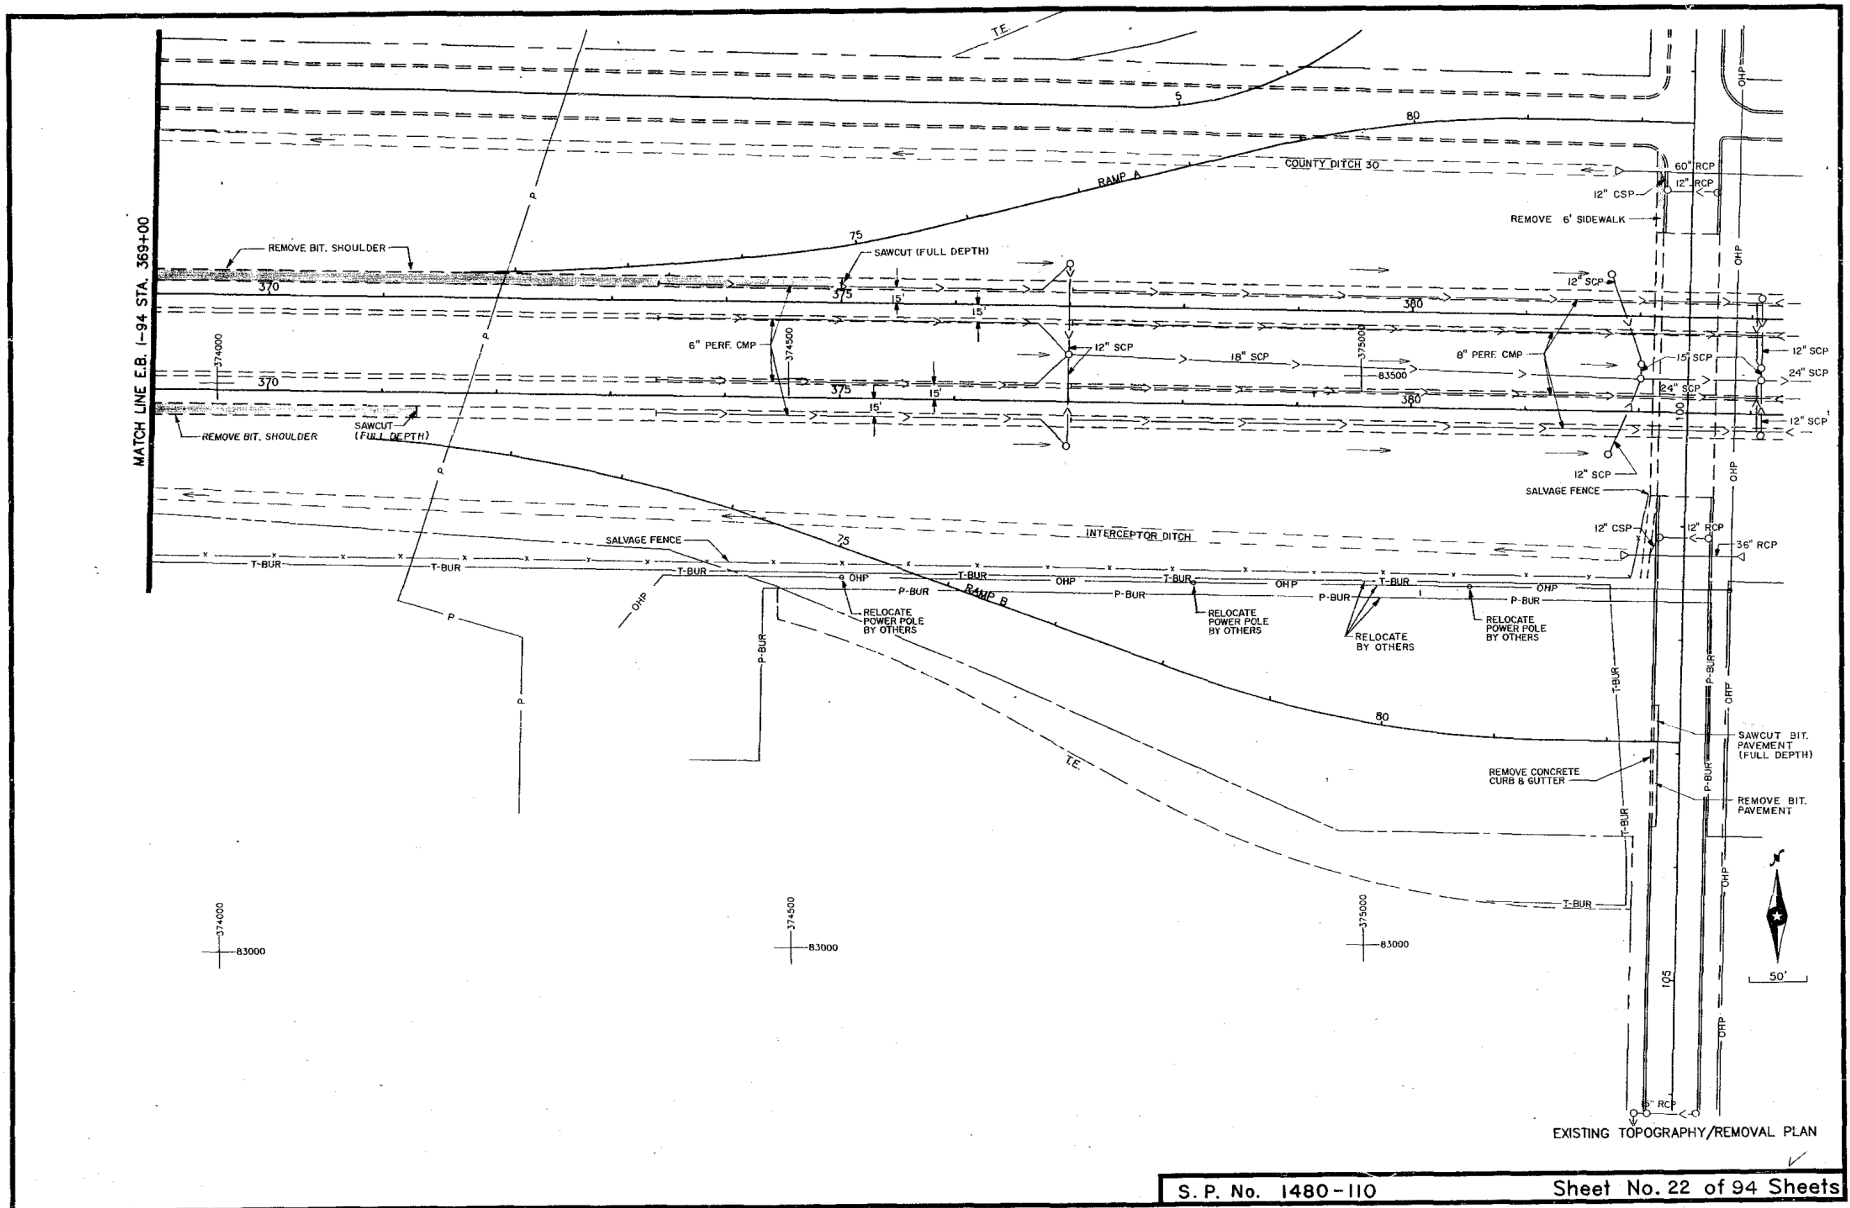 T.E.
OHP
5
80
COUNTY DITCH 30
60" RCP
12" RCP
12" CSP
RAMP A
REMOVE 6' SIDEWALK
P
MATCH LINE E.B. I-94 STA. 369+00
REMOVE BIT. SHOULDER
75
SAWCUT (FULL DEPTH)
OHP
370
375
15'
15'
12" SCP
380
374000
6" PERF. CMP
374500
12" SCP
18" SCP
375000
83500
8" PERF. CMP
15" SCP
12" SCP
24" SCP
24" SCP
P
370
375
15'
15'
380
100
12" SCP
REMOVE BIT. SHOULDER
SAWCUT
(FULL DEPTH)
P
12" SCP
OHP
SALVAGE FENCE
12" CSP
12" RCP
36" RCP
INTERCEPTOR DITCH
75
SALVAGE FENCE
x x x x x x x x x x x x x x x x x x x x x x
T-BUR
T-BUR
T-BUR
OHP
T-BUR
OHP
OHP
T-BUR
OHP
P-BUR
P-BUR
P-BUR
P-BUR
RAMP B
OHP
P
RELOCATE
POWER POLE
BY OTHERS
RELOCATE
POWER POLE
BY OTHERS
RELOCATE
BY OTHERS
RELOCATE
POWER POLE
BY OTHERS
P-BUR
T-BUR
P-BUR
OHP
P
80
SAWCUT BIT.
PAVEMENT
(FULL DEPTH)
T.E.
REMOVE CONCRETE
CURB & GUTTER
P-BUR
REMOVE BIT.
PAVEMENT
T-BUR
OHP
T-BUR
N
374000
83000
374500
83000
375000
83000
105
50'
OHP
RCP
EXISTING TOPOGRAPHY/REMOVAL PLAN
S. P. No. 1480-110
Sheet No. 22 of 94 Sheets